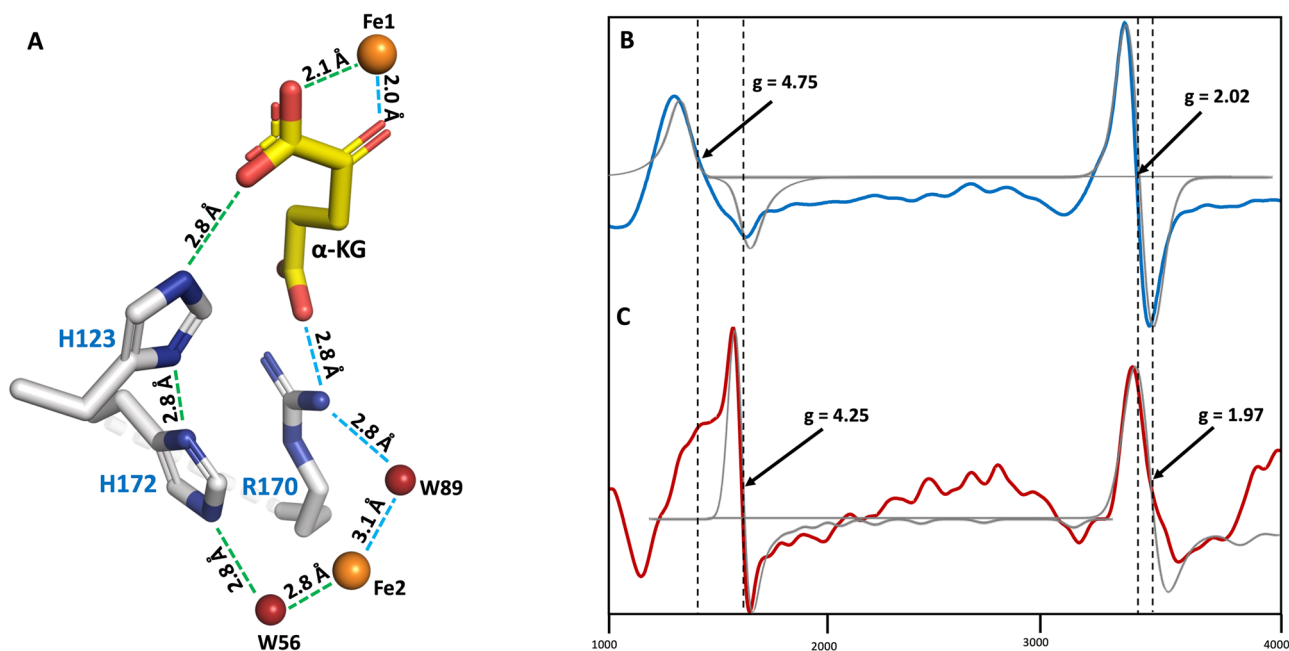 A
Fe1
2.1 Å
2.0 Å
2.8 Å
α-KG
H123
2.8 Å
2.8 Å
2.8 Å
H172
R170
W89
3.1 Å
2.8 Å
2.8 Å
Fe2
W56
B
g = 4.75
g = 2.02
C
g = 4.25
g = 1.97
1000
2000
3000
4000